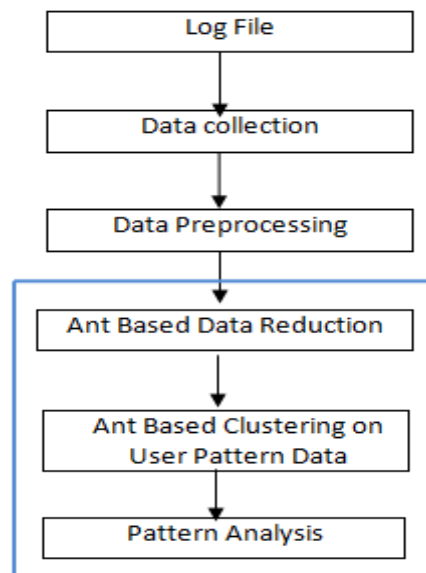 Log File
Data collection
Data Preprocessing
Ant Based Data Reduction
Ant Based Clustering on
User Pattern Data
Pattern Analysis